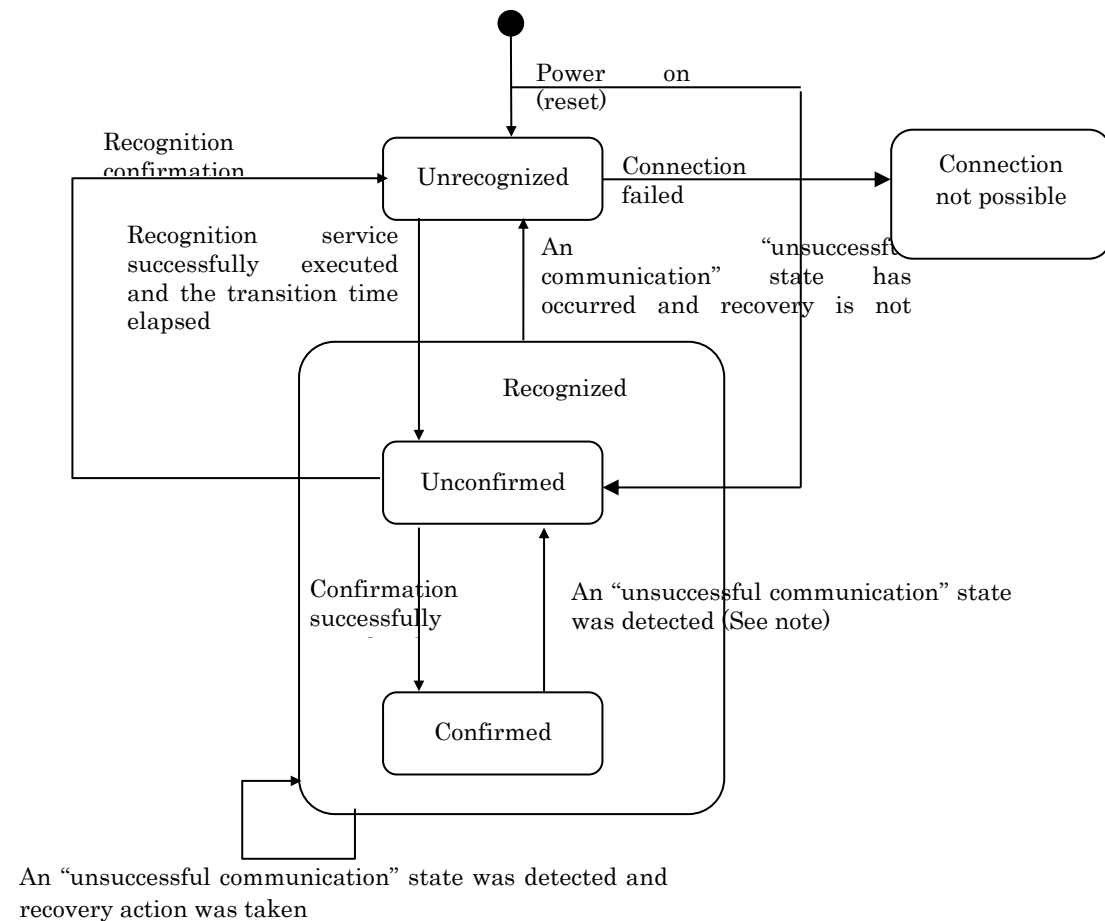 Power on
(reset)
Recognition
confirmation
Unrecognized
Connection
failed
Connection
not possible
Recognition service
successfully executed
and the transition time
elapsed
An "unsuccessfu
communication" state has
occurred and recovery is not
Recognized
Unconfirmed
Confirmation
successfully
An "unsuccessful communication" state
was detected (See note)
Confirmed
An "unsuccessful communication" state was detected and
recovery action was taken